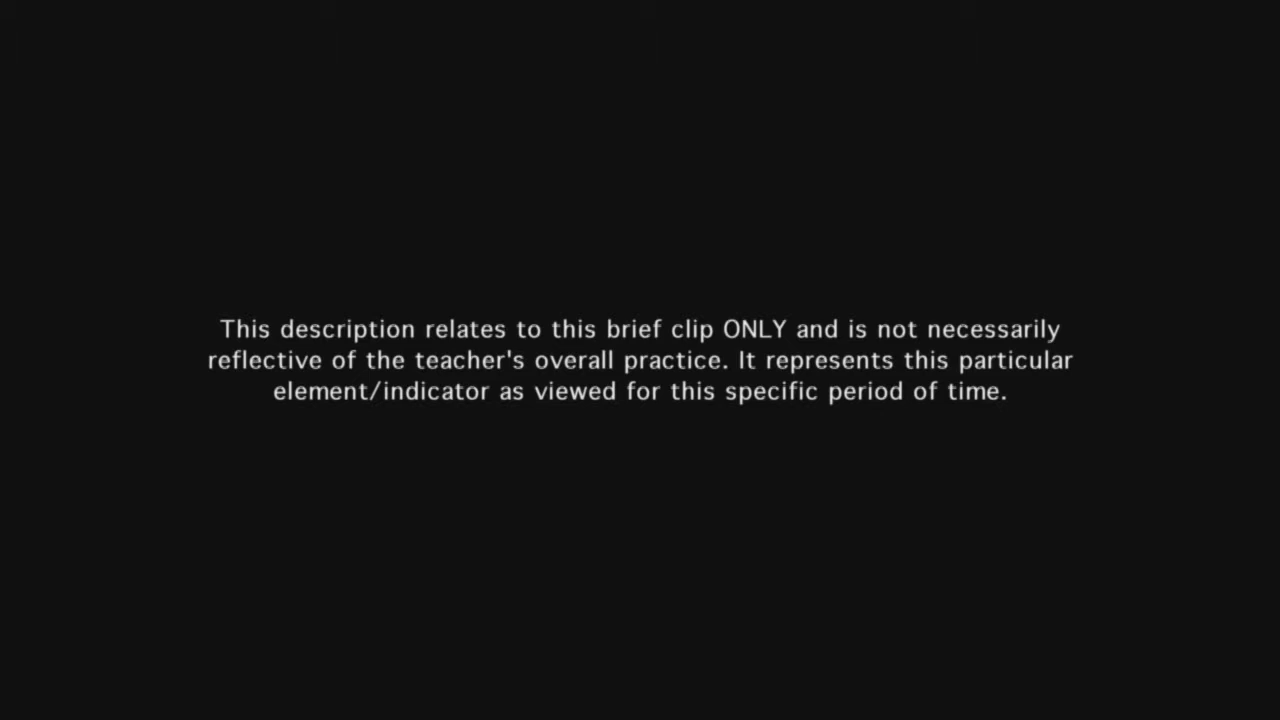 This description relates to this brief clip ONLY and is not necessarily
reflective of the teacher's overall practice. It represents this particular
element/indicator as viewed for this specific period of time.